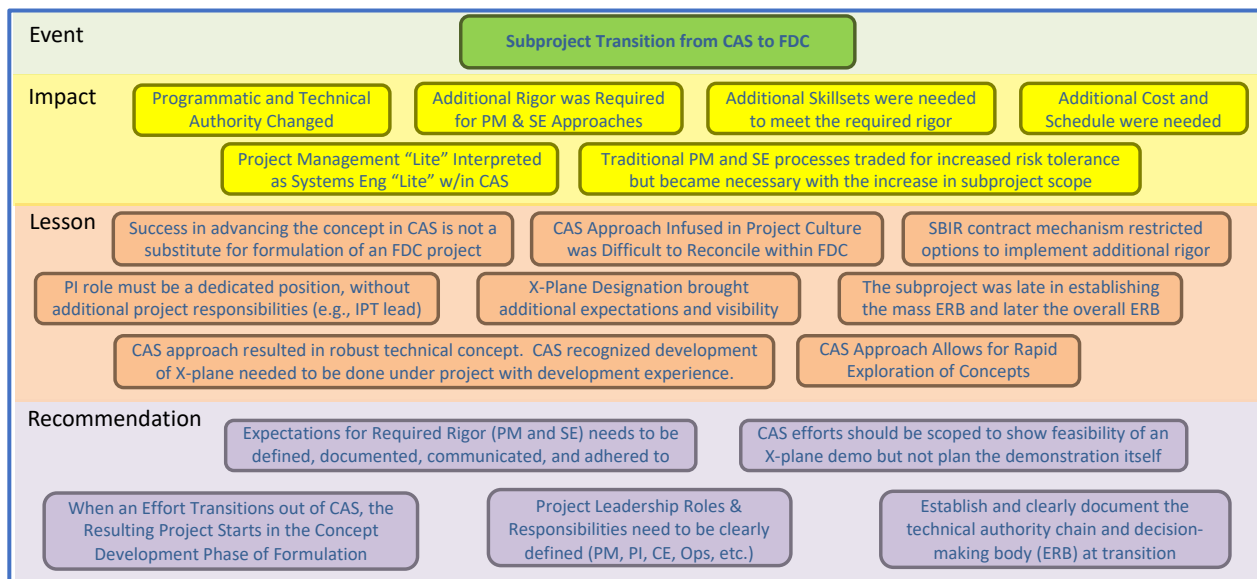 Event
Subproject Transition from CAS to FDC
Impact
Programmatic and Technical
Authority Changed
Additional Rigor was Required
for PM & SE Approaches
Additional Skillsets were needed
to meet the required rigor
Additional Cost and
Schedule were needed
Project Management “Lite” Interpreted
as Systems Eng “Lite” w/in CAS
Traditional PM and SE processes traded for increased risk tolerance
but became necessary with the increase in subproject scope
Lesson
Success in advancing the concept in CAS is not a
substitute for formulation of an FDC project
CAS Approach Infused in Project Culture
was Difficult to Reconcile within FDC
SBIR contract mechanism restricted
options to implement additional rigor
PI role must be a dedicated position, without
additional project responsibilities (e.g., IPT lead)
X-Plane Designation brought
additional expectations and visibility
The subproject was late in establishing
the mass ERB and later the overall ERB
CAS approach resulted in robust technical concept.  CAS recognized development
of X-plane needed to be done under project with development experience.
CAS Approach Allows for Rapid
Exploration of Concepts
Recommendation
Expectations for Required Rigor (PM and SE) needs to be
defined, documented, communicated, and adhered to
CAS efforts should be scoped to show feasibility of an
X-plane demo but not plan the demonstration itself
When an Effort Transitions out of CAS, the
Resulting Project Starts in the Concept
Development Phase of Formulation
Project Leadership Roles &
Responsibilities need to be clearly
defined (PM, PI, CE, Ops, etc.)
Establish and clearly document the
technical authority chain and decision-
making body (ERB) at transition